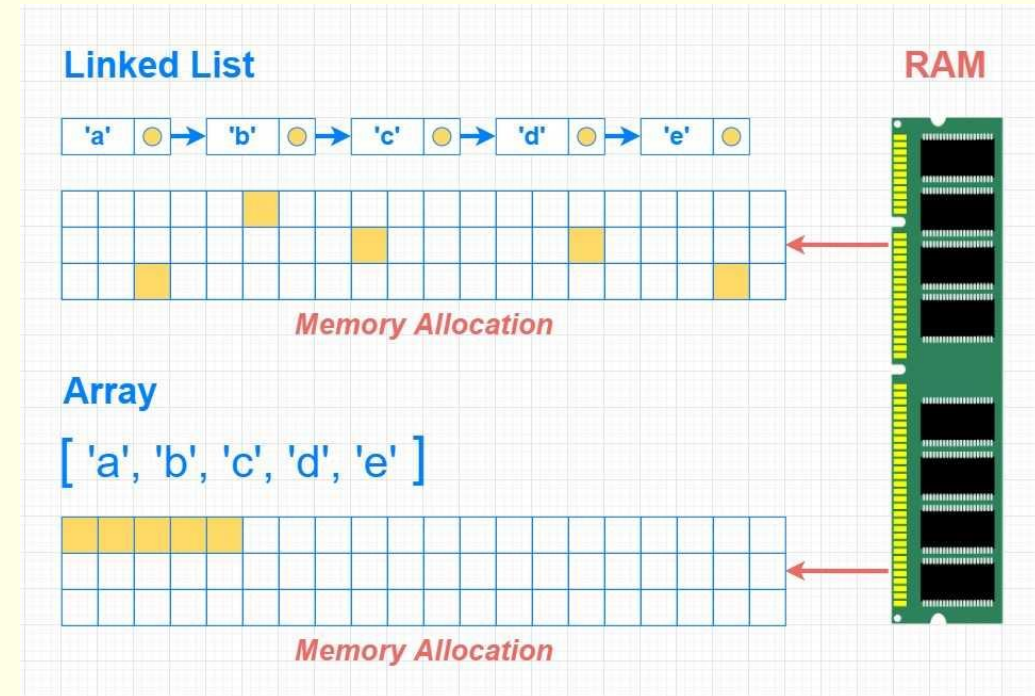 Linked List
RAM
'a' 'b' 'c' 'd' 'e'
Memory Allocation
Array
[ 'a', 'b', 'c', 'd', 'e' ]
Memory Allocation